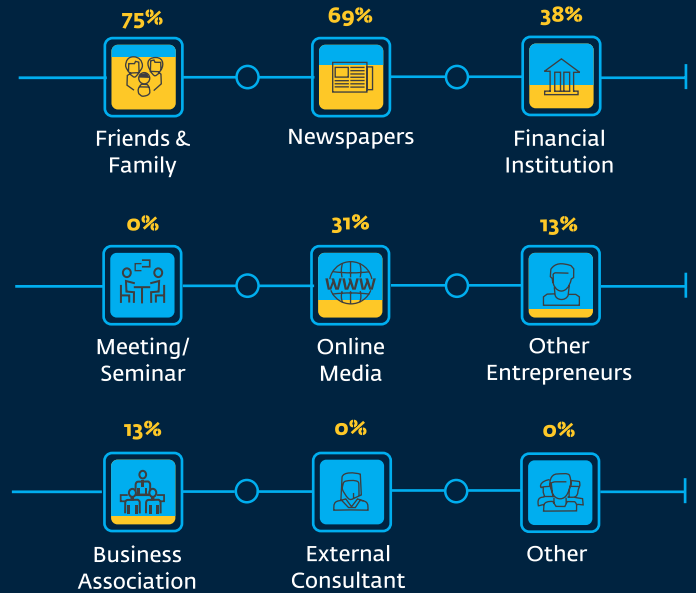 75% 69% 38%
Friends & Newspapers Financial
Family Institution
0% 31% 13%
WWW
Meeting/ Online Other
Seminar Media Entrepreneurs
13% 0% 0%
Business External Other
Association Consultant